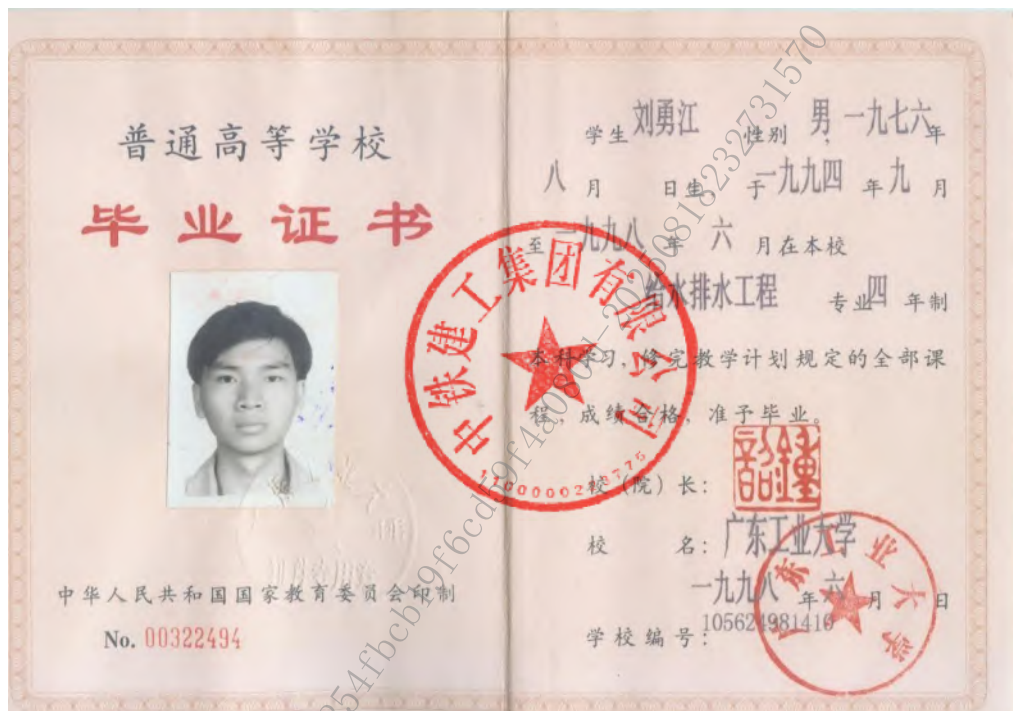 普通高等学校
毕业证书
中华人民共和国国家教育委员会印制
No. 00322494
学生 刘勇江 性别 男, 一九七六年
八月 日生 于一九九四年九月
至一九九八年六月在本校
给水排水工程 专业四年制
本科学习, 修完教学计划规定的全部课
程, 成绩合格, 准予毕业。
校(院)长:
校 名: 广东工业大学
一九九八年六月 日
学校编号: 105624981416
中铁建工集团有限公司
广东工业大学